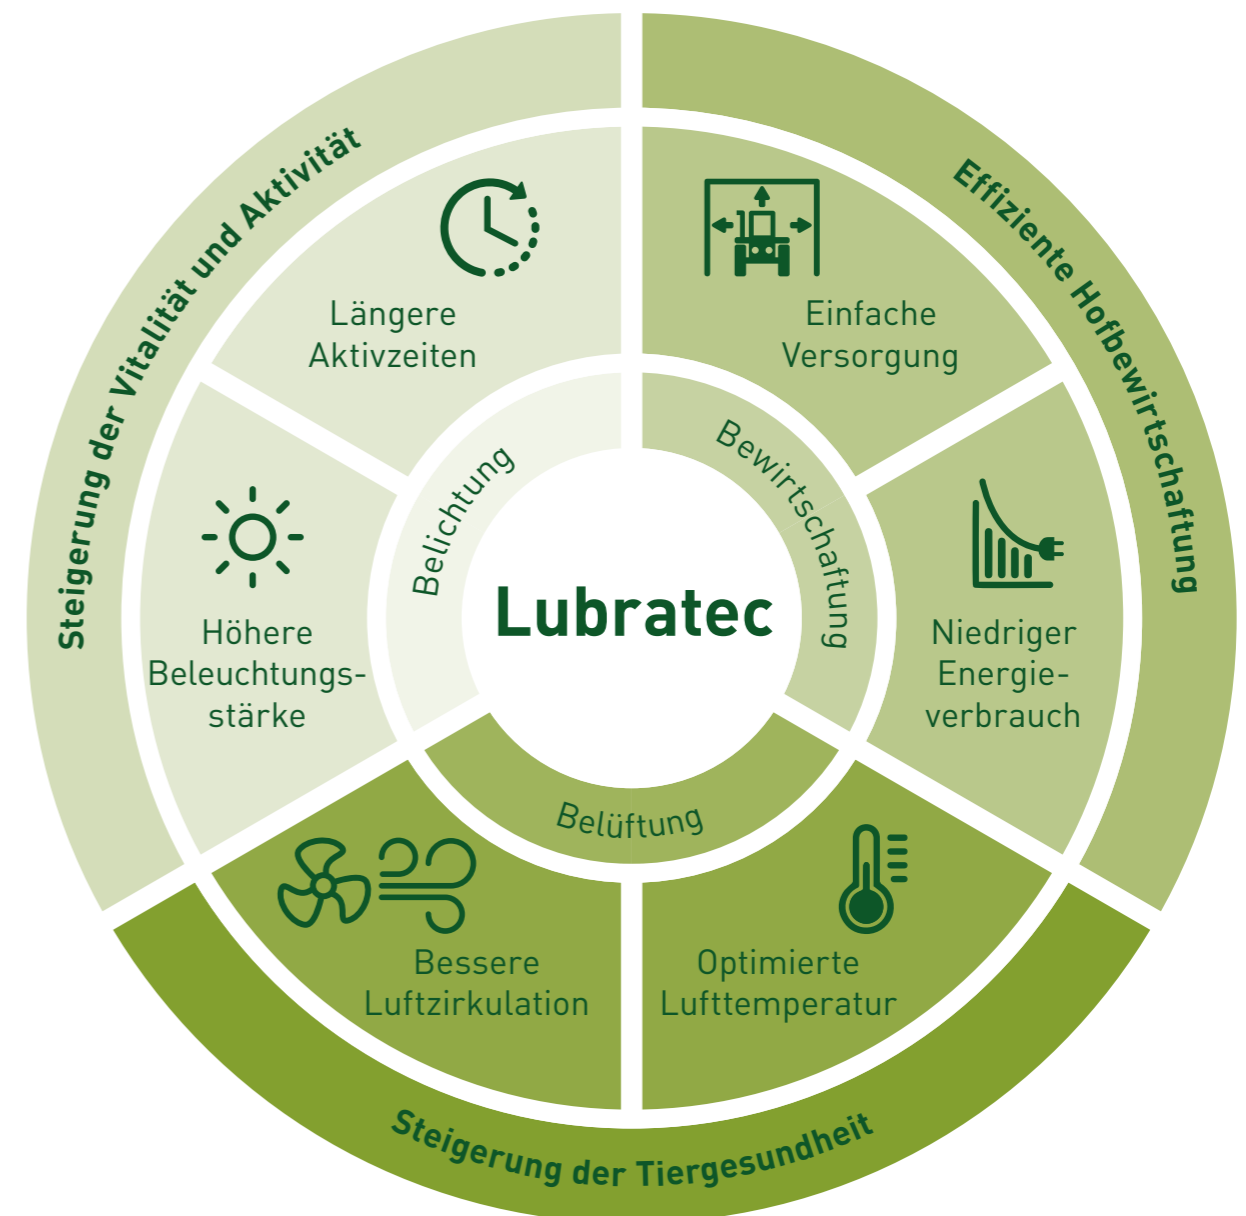 Steigerung der Vitalität und Aktivität
Effiziente Hofbewirtschaftung
Längere
Aktivzeiten
Einfache
Versorgung
Belichtung
Bewirtschaftung
Höhere
Beleuchtungs-
stärke
Lubratec
Niedriger
Energie-
verbrauch
Belüftung
Bessere
Luftzirkulation
Optimierte
Lufttemperatur
Steigerung der Tiergesundheit